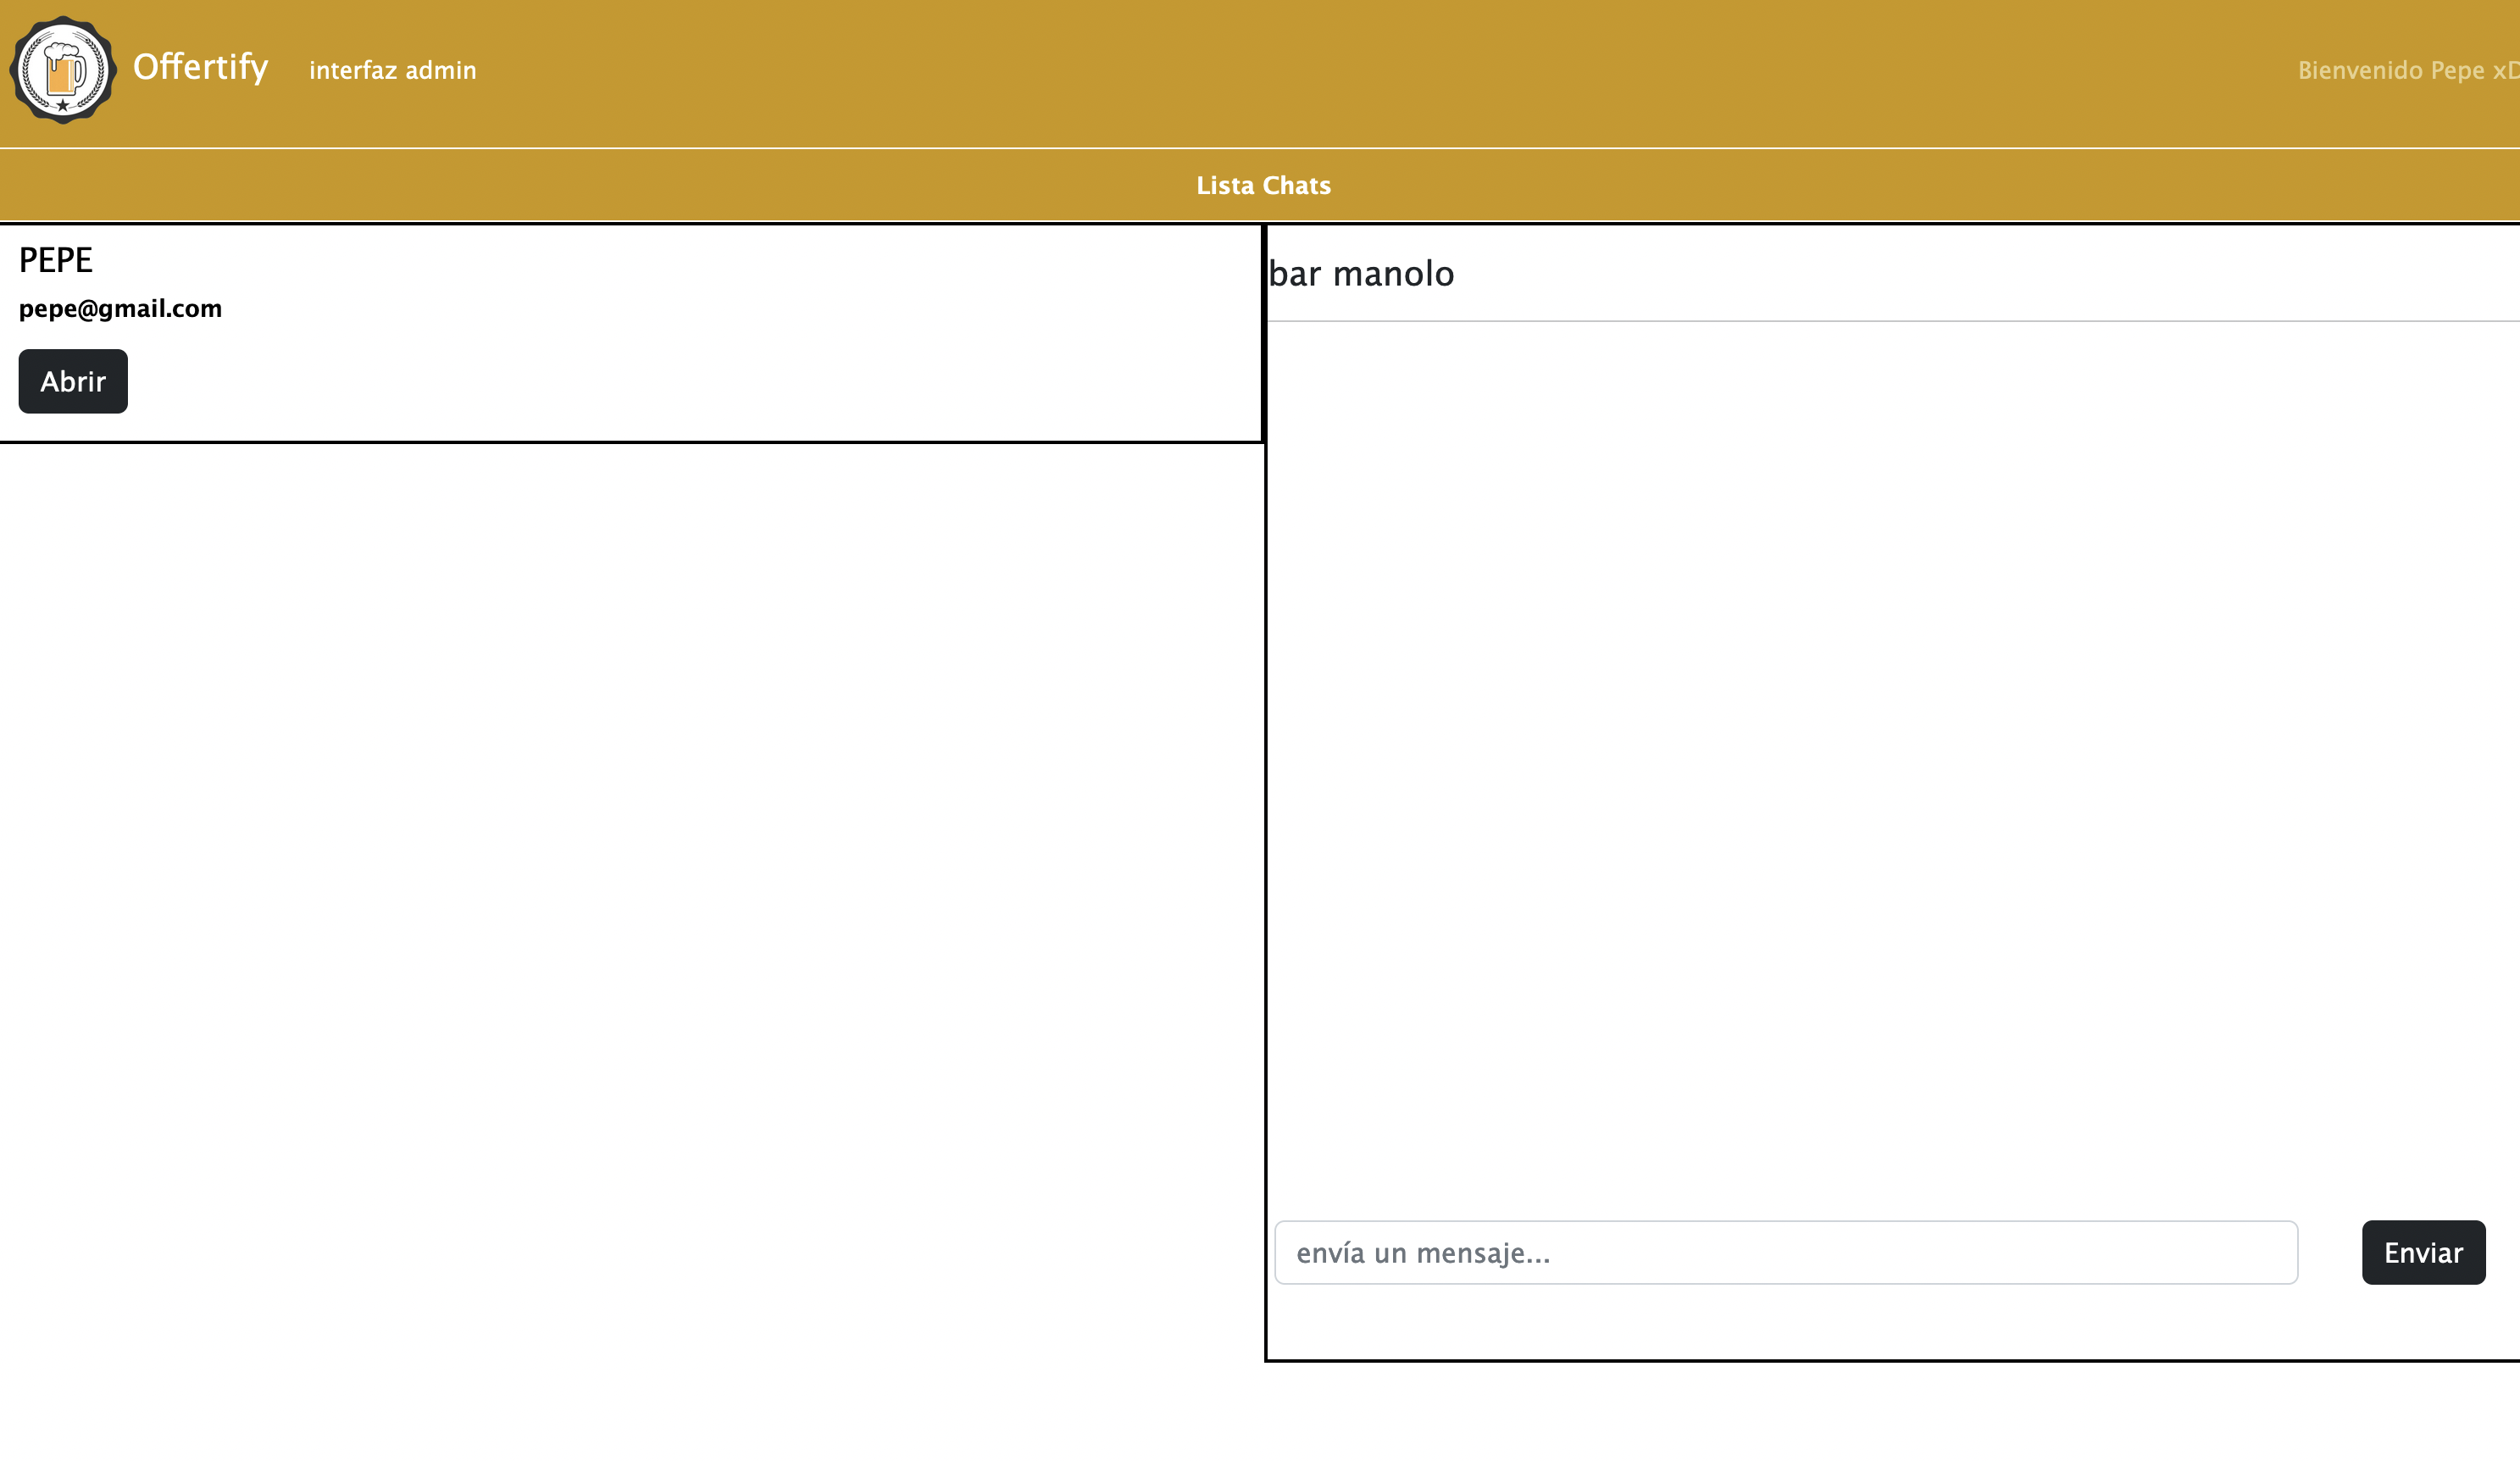 Offertify interfaz admin Bienvenido Pepe xD
Lista Chats
PEPE
pepe@gmail.com
Abrir
bar manolo
envía un mensaje...
Enviar